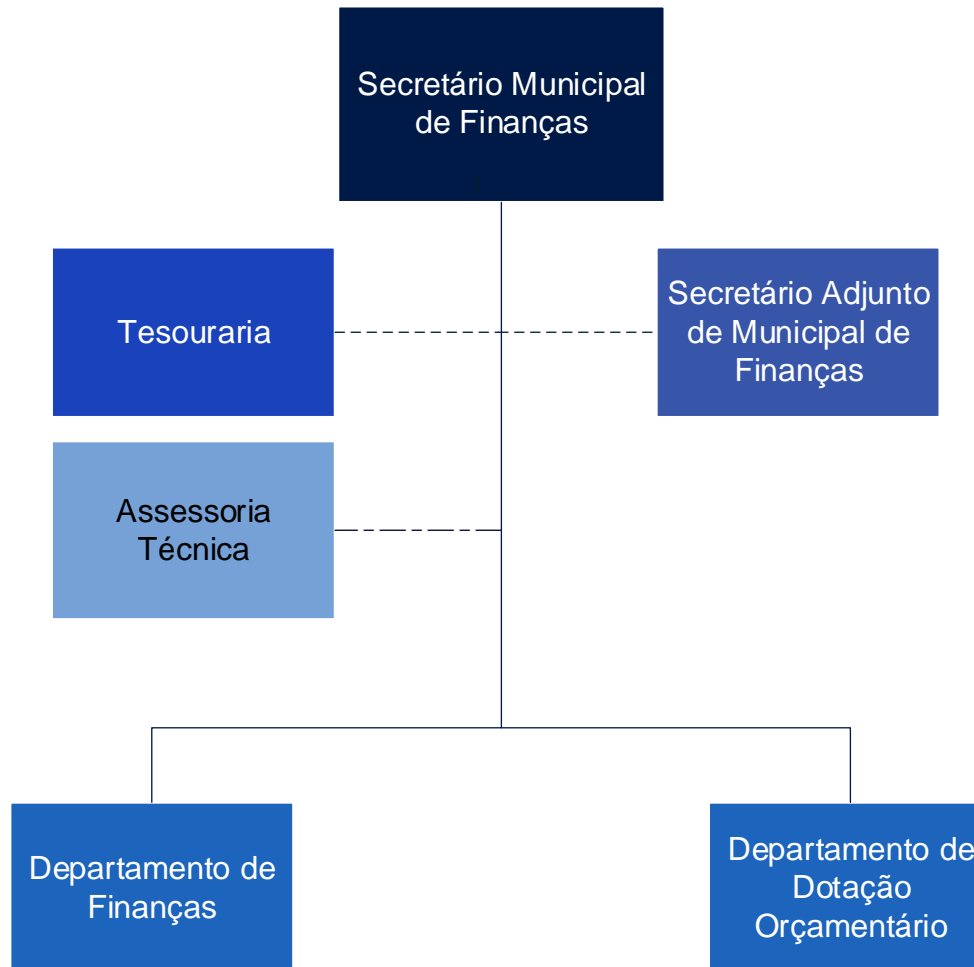 Secretário Municipal
de Finanças
Tesouraria
Secretário Adjunto
de Municipal de
Finanças
Assessoria
Técnica
Departamento de
Finanças
Departamento de
Dotação
Orçamentário